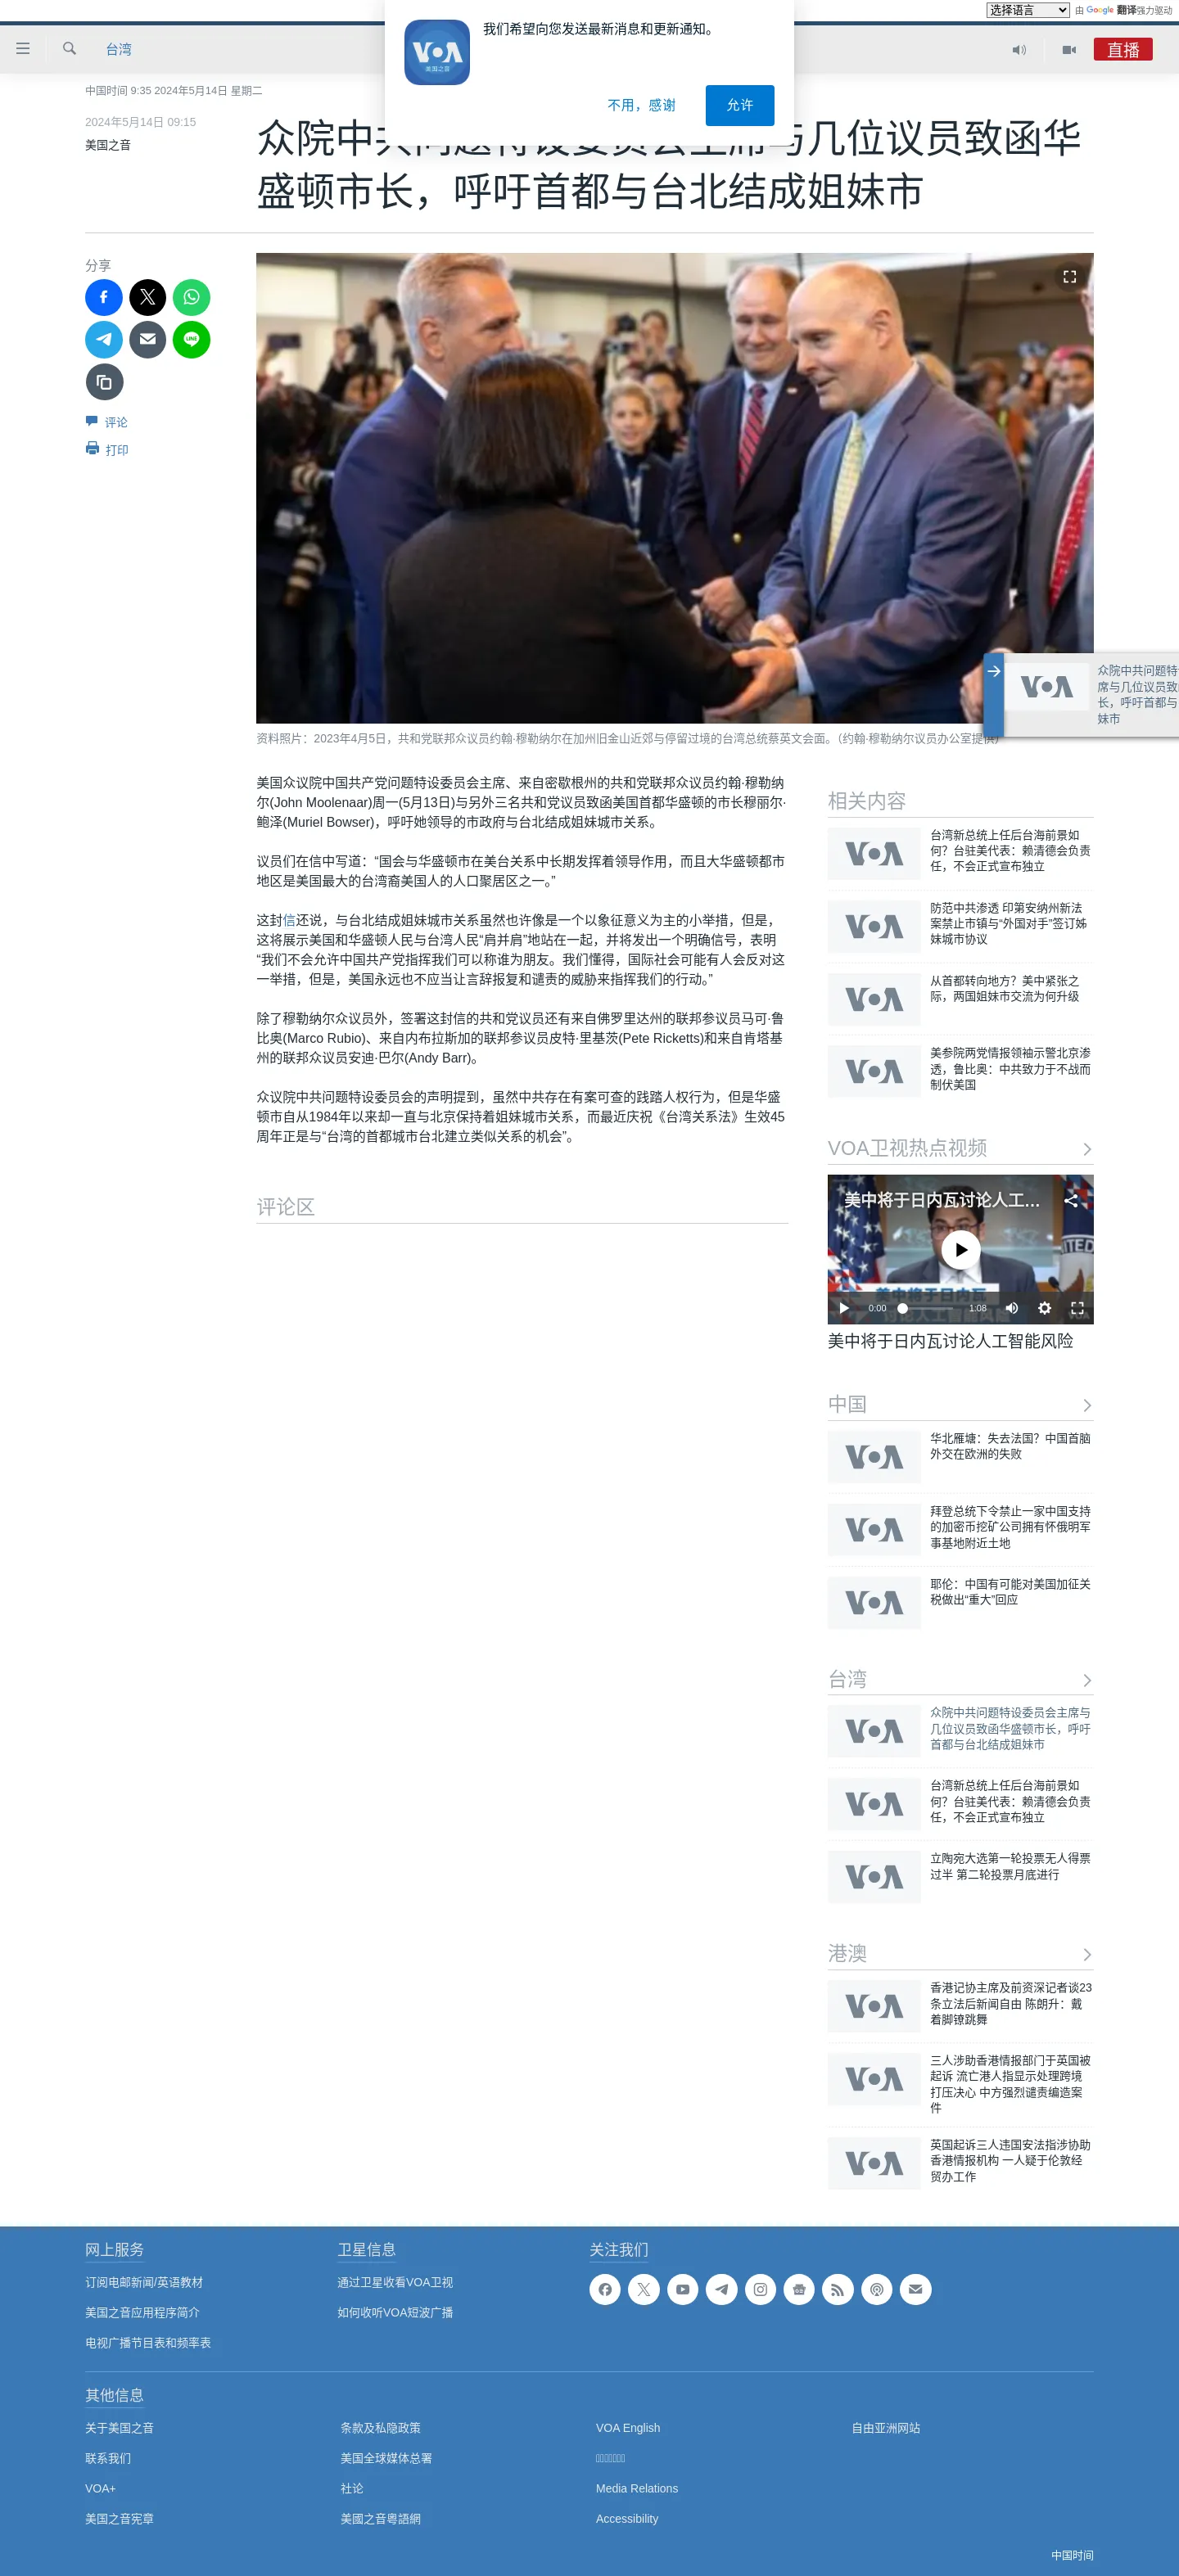 选择语言
由 Google 翻译强力驱动
台湾
直播
VOA
美国之音
我们希望向您发送最新消息和更新通知。
不用，感谢
允许
中国时间 9:35 2024年5月14日 星期二
2024年5月14日 09:15
美国之音
与几位议员致函华
盛顿市长，呼吁首都与台北结成姐妹市
分享
评论
打印
VOA
众院中共问题特
席与几位议员致
长，呼吁首都与
妹市
资料照片：2023年4月5日，共和党联邦众议员约翰·穆勒纳尔在加州旧金山近郊与停留过境的台湾总统蔡英文会面。（约翰·穆勒纳尔议员办公室提供）
美国众议院中国共产党问题特设委员会主席、来自密歇根州的共和党联邦众议员约翰·穆勒纳
尔(John Moolenaar)周一(5月13日)与另外三名共和党议员致函美国首都华盛顿的市长穆丽尔·
鲍泽(Muriel Bowser)，呼吁她领导的市政府与台北结成姐妹城市关系。
议员们在信中写道：“国会与华盛顿市在美台关系中长期发挥着领导作用，而且大华盛顿都市
地区是美国最大的台湾裔美国人的人口聚居区之一。”
这封信还说，与台北结成姐妹城市关系虽然也许像是一个以象征意义为主的小举措，但是，
这将展示美国和华盛顿人民与台湾人民“肩并肩”地站在一起，并将发出一个明确信号，表明
“我们不会允许中国共产党指挥我们可以称谁为朋友。我们懂得，国际社会可能有人会反对这
一举措，但是，美国永远也不应当让言辞报复和谴责的威胁来指挥我们的行动。”
除了穆勒纳尔众议员外，签署这封信的共和党议员还有来自佛罗里达州的联邦参议员马可·鲁
比奥(Marco Rubio)、来自内布拉斯加的联邦参议员皮特·里基茨(Pete Ricketts)和来自肯塔基
州的联邦众议员安迪·巴尔(Andy Barr)。
众议院中共问题特设委员会的声明提到，虽然中共存在有案可查的践踏人权行为，但是华盛
顿市自从1984年以来却一直与北京保持着姐妹城市关系，而最近庆祝《台湾关系法》生效45
周年正是与“台湾的首都城市台北建立类似关系的机会”。
评论区
相关内容
VOA
台湾新总统上任后台海前景如
何？台驻美代表：赖清德会负责
任，不会正式宣布独立
VOA
防范中共渗透 印第安纳州新法
案禁止市镇与“外国对手”签订姊
妹城市协议
VOA
从首都转向地方？美中紧张之
际，两国姐妹市交流为何升级
VOA
美参院两党情报领袖示警北京渗
透，鲁比奥：中共致力于不战而
制伏美国
VOA卫视热点视频
美中将于日内瓦讨论人工...
美中将于日内瓦
讨论人工智能风险
0:00
1:08
美中将于日内瓦讨论人工智能风险
中国
VOA
华北雁塘：失去法国？中国首脑
外交在欧洲的失败
VOA
拜登总统下令禁止一家中国支持
的加密币挖矿公司拥有怀俄明军
事基地附近土地
VOA
耶伦：中国有可能对美国加征关
税做出“重大”回应
台湾
VOA
众院中共问题特设委员会主席与
几位议员致函华盛顿市长，呼吁
首都与台北结成姐妹市
VOA
台湾新总统上任后台海前景如
何？台驻美代表：赖清德会负责
任，不会正式宣布独立
VOA
立陶宛大选第一轮投票无人得票
过半 第二轮投票月底进行
港澳
VOA
香港记协主席及前资深记者谈23
条立法后新闻自由 陈朗升：戴
着脚镣跳舞
VOA
三人涉助香港情报部门于英国被
起诉 流亡港人指显示处理跨境
打压决心 中方强烈谴责编造案
件
VOA
英国起诉三人违国安法指涉协助
香港情报机构 一人疑于伦敦经
贸办工作
网上服务
订阅电邮新闻/英语教材
美国之音应用程序简介
电视广播节目表和频率表
卫星信息
通过卫星收看VOA卫视
如何收听VOA短波广播
关注我们
其他信息
关于美国之音
联系我们
VOA+
美国之音宪章
条款及私隐政策
美国全球媒体总署
社论
美國之音粵語網
VOA English
Media Relations
Accessibility
自由亚洲网站
中国时间